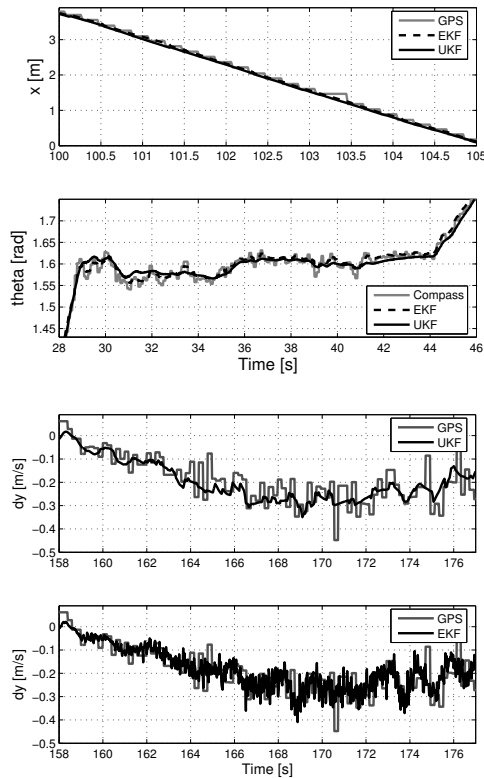 GPS
EKF
UKF
x [m]
3
2
1
0
100 100.5 101 101.5 102 102.5 103 103.5 104 104.5 105
theta [rad]
1.7
1.65
1.6
1.55
1.5
1.45
Compass
EKF
UKF
28 30 32 34 36 38 40 42 44 46
Time [s]
GPS
UKF
dy [m/s]
0
−0.1
−0.2
−0.3
−0.4
−0.5
158 160 162 164 166 168 170 172 174 176
GPS
EKF
dy [m/s]
0
−0.1
−0.2
−0.3
−0.4
−0.5
158 160 162 164 166 168 170 172 174 176
Time [s]